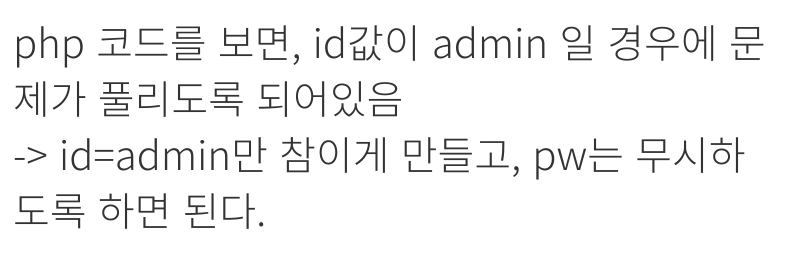 php 코드를 보면, id값이 admin 일 경우에 문
제가 풀리도록 되어있음
-> id=admin만 참이게 만들고, pw는 무시하
도록 하면 된다.